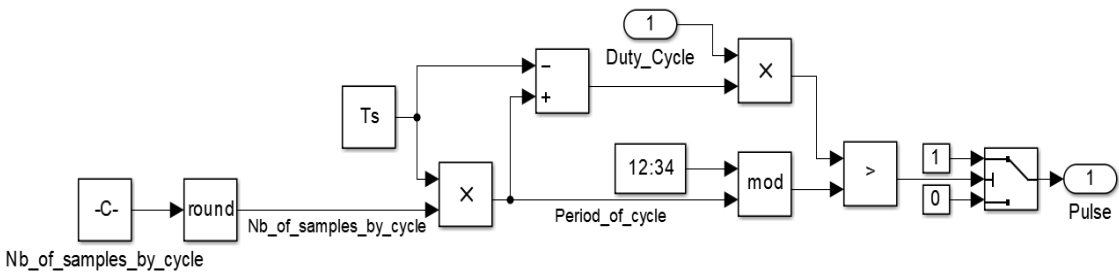 1
Duty_Cycle
−
+
×
Ts
12:34
mod
>
1
0
1
Pulse
-C-
round
Nb_of_samples_by_cycle
×
Period_of_cycle
Nb_of_samples_by_cycle